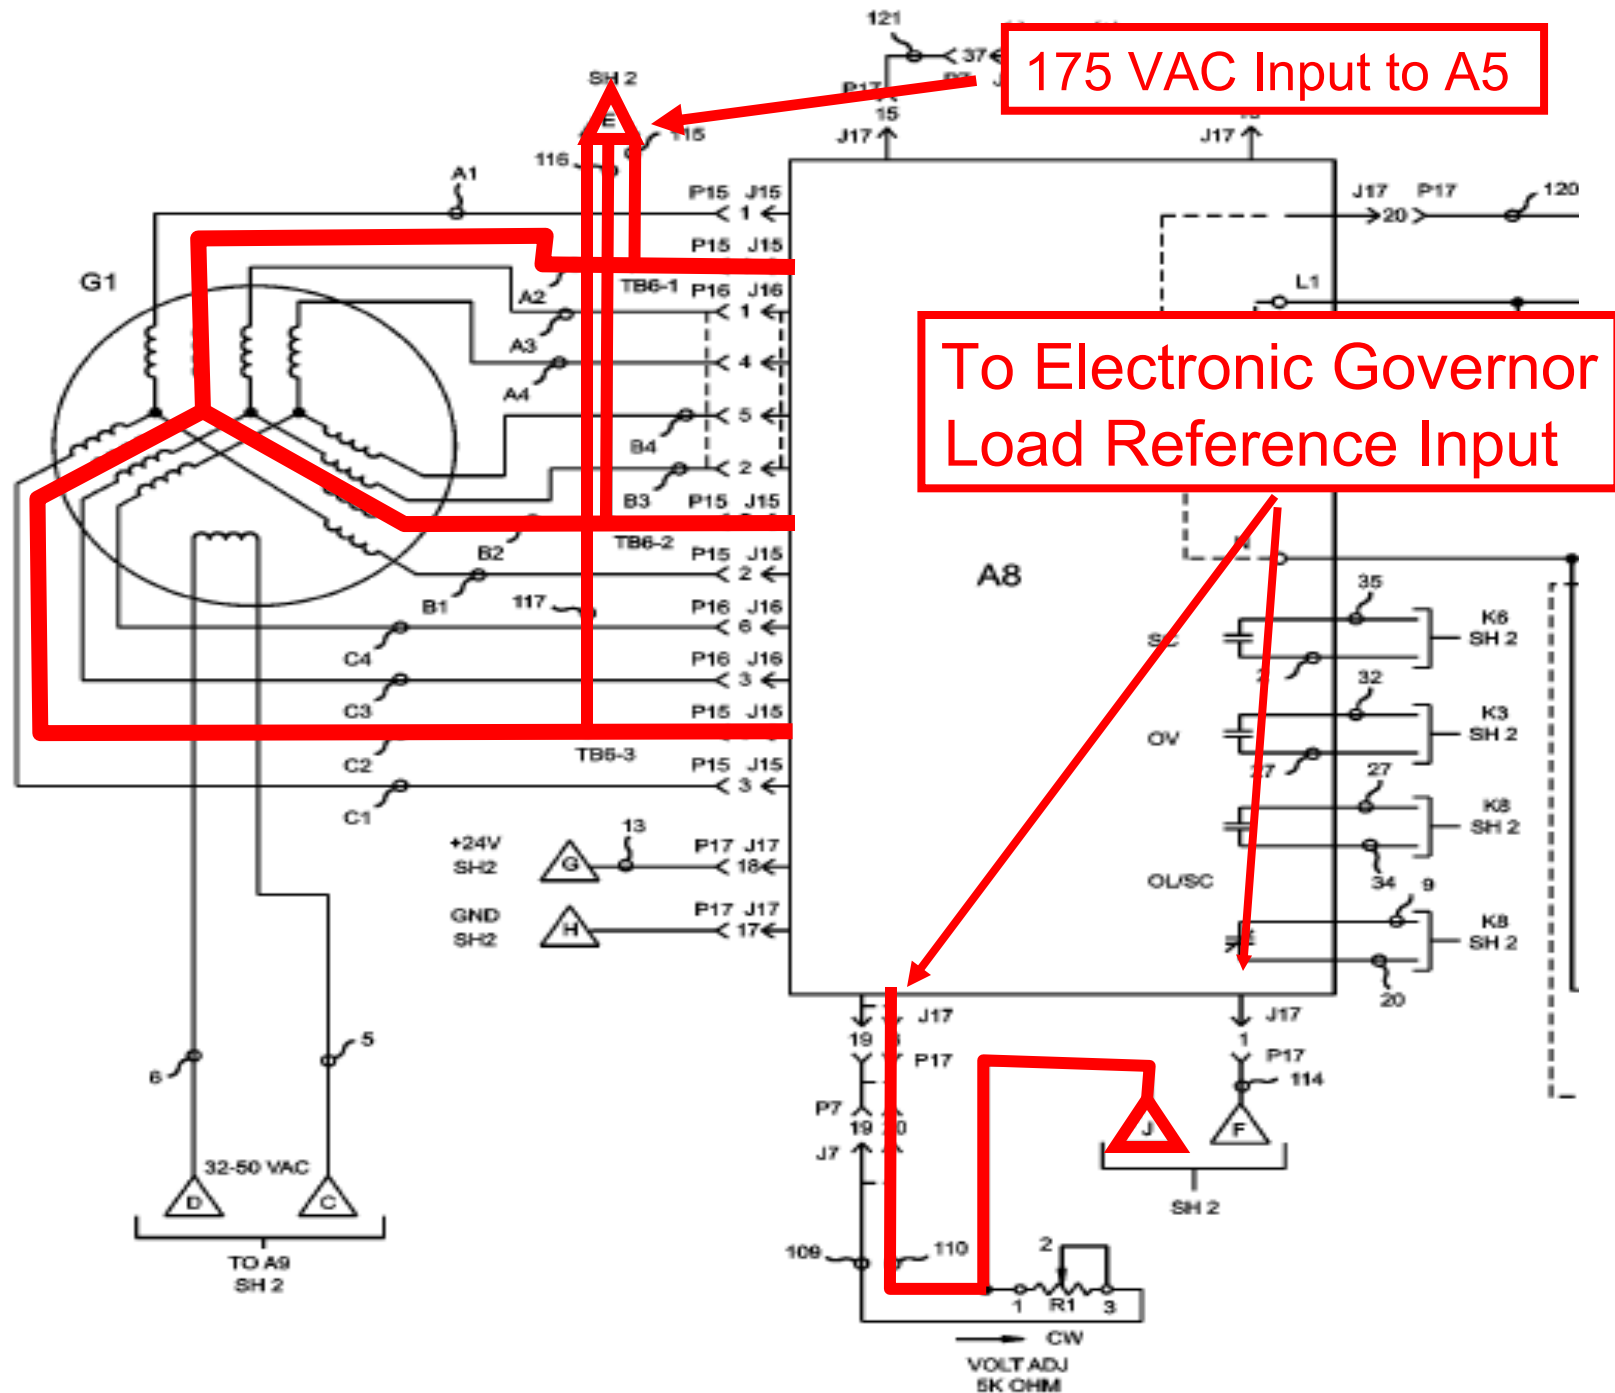 121
37
175 VAC Input to A5
SH 2
E
P17
15
J17
J17
115
116
A1
P15 J15
1
J17 P17
20
120
G1
A2
P15 J15
TB6-1
P16 J16
1
L1
A3
4
A4
To Electronic Governor
Load Reference Input
5
B4
2
B3
P15 J15
TB6-2
B2
P15 J15
2
B1
117
A8
P16 J16
6
C4
P16 J16
3
C3
P15 J15
TB6-3
C2
P15 J15
3
C1
35
K6
SH 2
SC
32
K3
SH 2
OV
27
27
K8
SH 2
34
OL/SC
9
K8
SH 2
20
+24V
SH2
G
13
P17 J17
18
GND
SH2
H
P17 J17
17
J17
19
P17
J17
1
P17
114
P7
19
J7
J
F
SH 2
6
5
32-50 VAC
D
C
TO A9
SH 2
109
110
2
1
R1
3
CW
VOLT ADJ
5K OHM